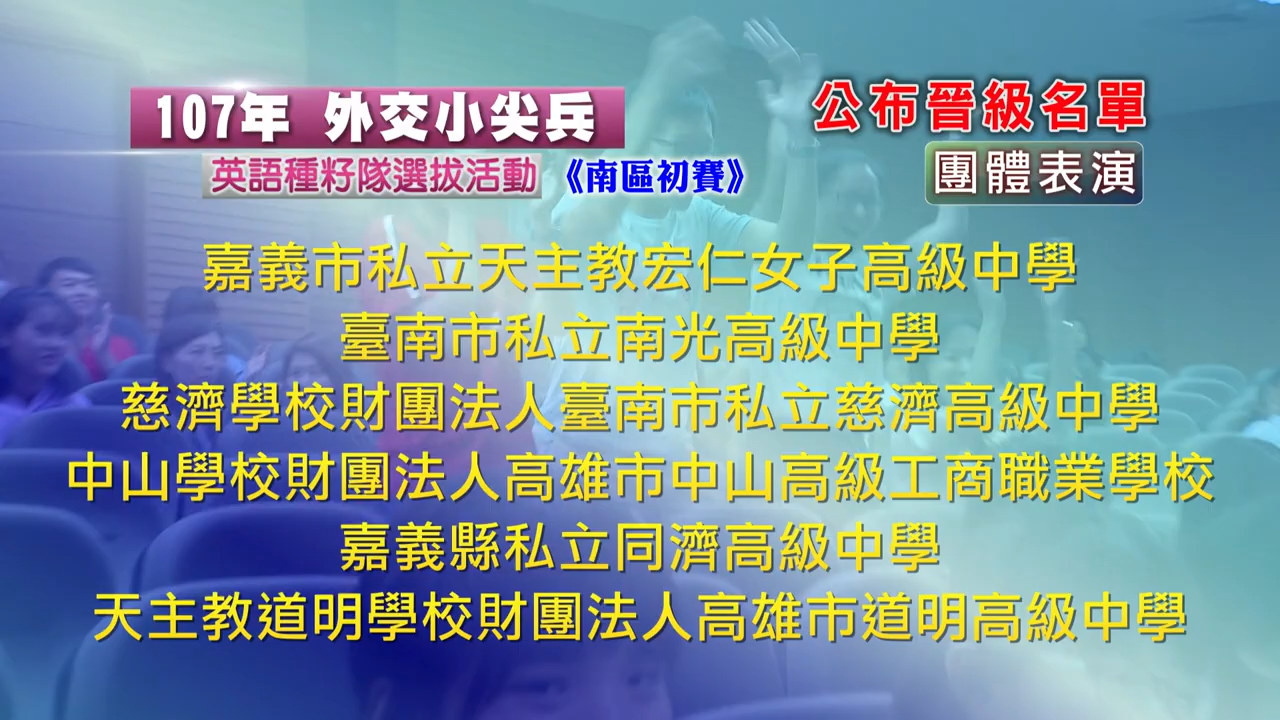 107年 外交小尖兵
英語種籽隊選拔活動《南區初賽》
公布晉級名單
團體表演
嘉義市私立天主教宏仁女子高級中學
臺南市私立南光高級中學
慈濟學校財團法人臺南市私立慈濟高級中學
中山學校財團法人高雄市中山高級工商職業學校
嘉義縣私立同濟高級中學
天主教道明學校財團法人高雄市道明高級中學